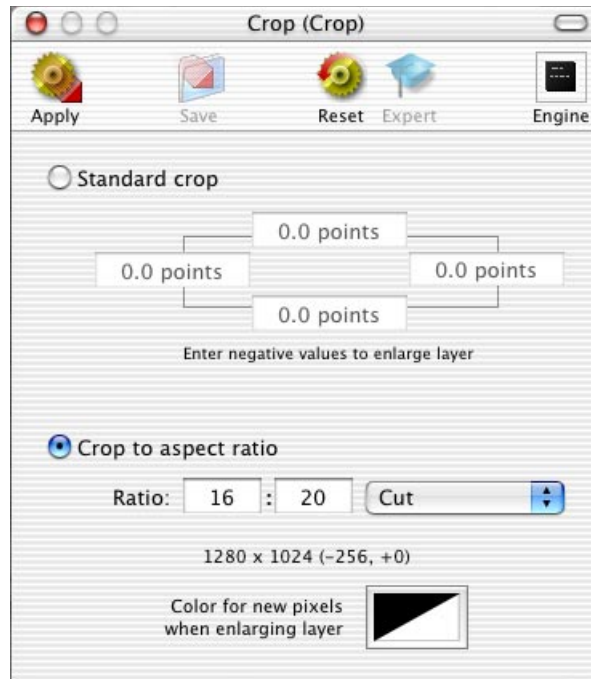 Crop (Crop)
Apply Save Reset Expert Engine
Standard crop
0.0 points
0.0 points 0.0 points
0.0 points
Enter negative values to enlarge layer
Crop to aspect ratio
Ratio: 16 : 20 Cut
1280 x 1024 (-256, +0)
Color for new pixels
when enlarging layer